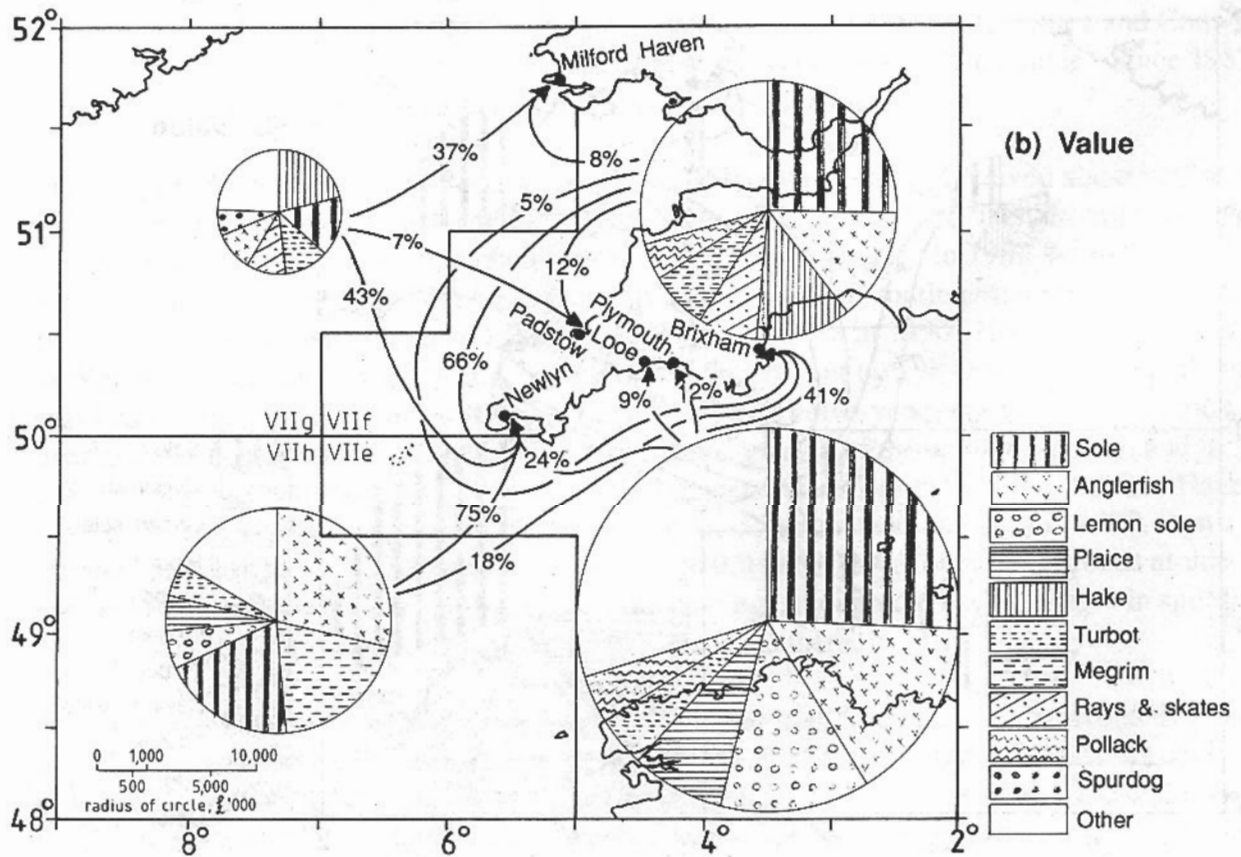 52°
51°
50°
49°
48°
8°
6°
4°
2°
Milford Haven
37%
8%
5%
7%
12%
43%
66%
Padstow
Looe
Plymouth
Brixham
Newlyn
9%
12%
41%
24%
75%
18%
VIIg VIIf
VIIh VIIe
0 1,000 10,000
500 5,000
radius of circle, £'000
(b) Value
Sole
Anglerfish
Lemon sole
Plaice
Hake
Turbot
Megrim
Rays & skates
Pollack
Spurdog
Other